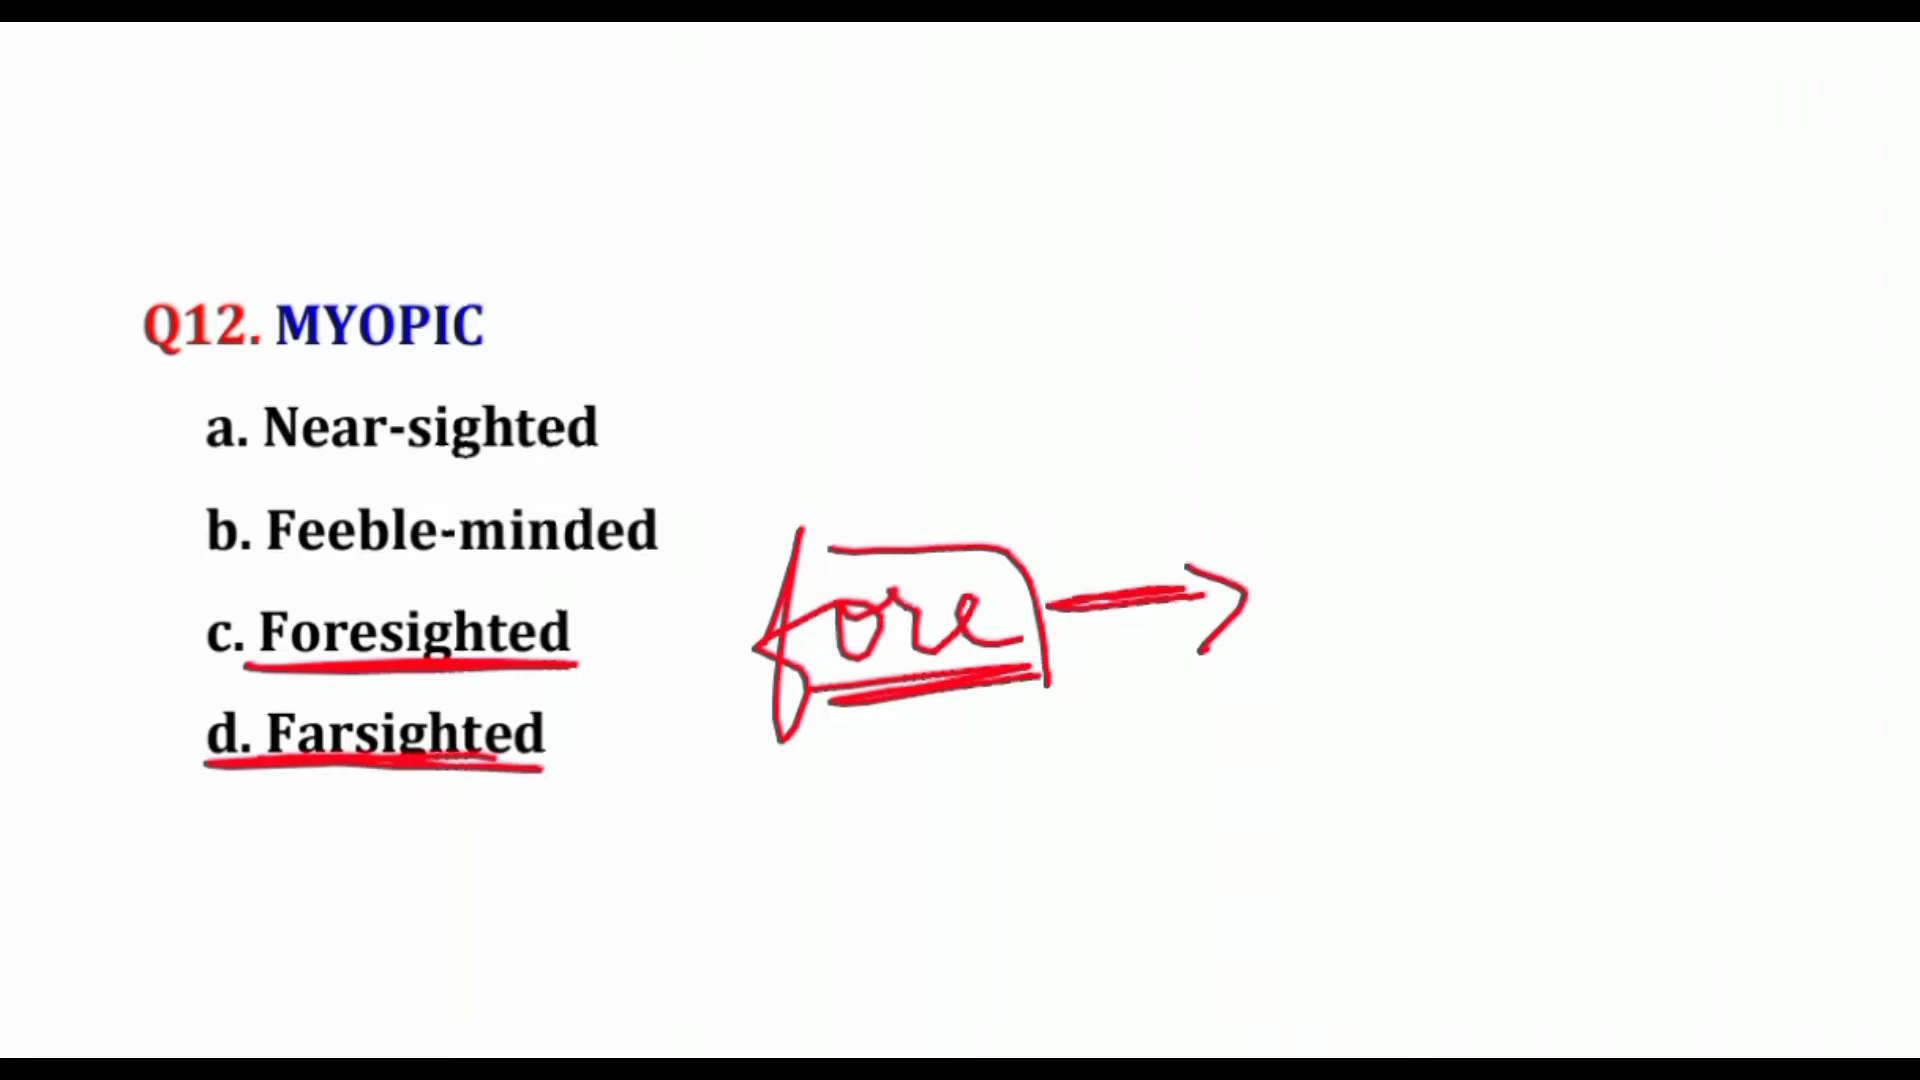 Q12. MYOPIC
a. Near-sighted
b. Feeble-minded
c. Foresighted
fore
d. Farsighted